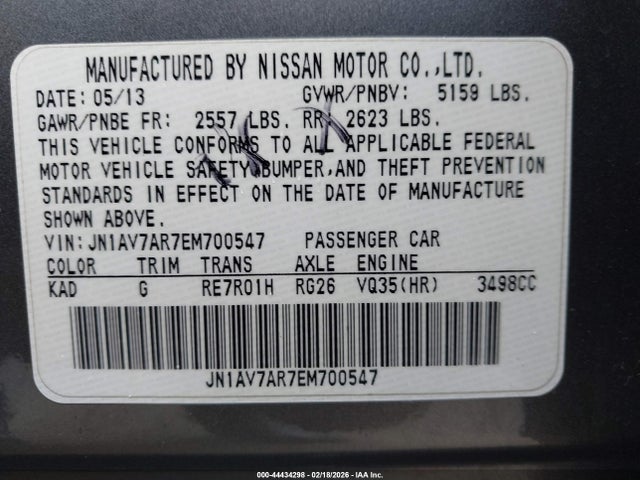 MANUFACTURED BY NISSAN MOTOR CO.,LTD.
DATE: 05/13 GVWR/PNBV: 5159 LBS.
GAWR/PNBE FR: 2557 LBS. RR: 2623 LBS.
THIS VEHICLE CONFORMS TO ALL APPLICABLE FEDERAL
MOTOR VEHICLE SAFETY,BUMPER,AND THEFT PREVENTION
STANDARDS IN EFFECT ON THE DATE OF MANUFACTURE
SHOWN ABOVE.
VIN:JN1AV7AR7EM700547 PASSENGER CAR
COLOR TRIM TRANS AXLE ENGINE
KAD G RE7R01H RG26 VQ35(HR) 3498CC
JN1AV7AR7EM700547
000-44434298 - 02/18/2026 - IAA Inc.